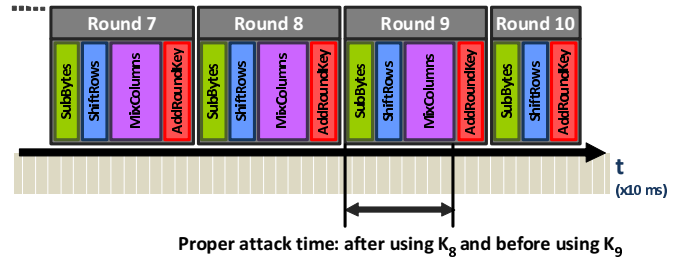 Round 7 Round 8 Round 9 Round 10
SubBytes ShiftRows MixColumns AddRoundKey SubBytes ShiftRows MixColumns AddRoundKey SubBytes ShiftRows MixColumns AddRoundKey SubBytes ShiftRows AddRoundKey
t
(x10 ms)
Proper attack time: after using K8 and before using K9